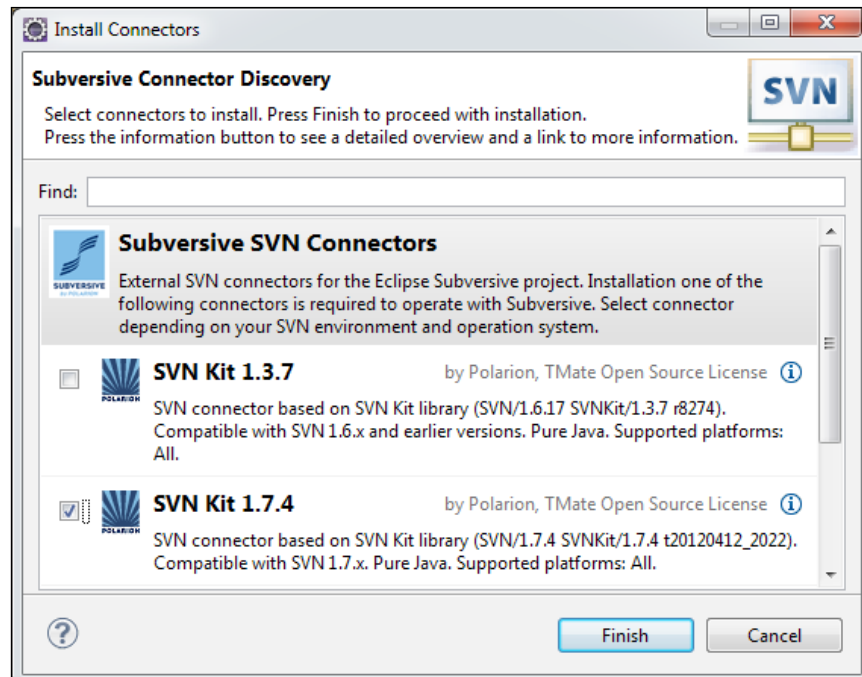 Install Connectors
Subversive Connector Discovery
Select connectors to install. Press Finish to proceed with installation.
Press the information button to see a detailed overview and a link to more information.
SVN
Find:
SUBVERSIVE
BY POLARION
Subversive SVN Connectors
External SVN connectors for the Eclipse Subversive project. Installation one of the
following connectors is required to operate with Subversive. Select connector
depending on your SVN environment and operation system.
POLARION
SVN Kit 1.3.7
by Polarion, TMate Open Source License
SVN connector based on SVN Kit library (SVN/1.6.17 SVNKit/1.3.7 r8274).
Compatible with SVN 1.6.x and earlier versions. Pure Java. Supported platforms:
All.
POLARION
SVN Kit 1.7.4
by Polarion, TMate Open Source License
SVN connector based on SVN Kit library (SVN/1.7.4 SVNKit/1.7.4 t20120412_2022).
Compatible with SVN 1.7.x. Pure Java. Supported platforms: All.
?
Finish
Cancel